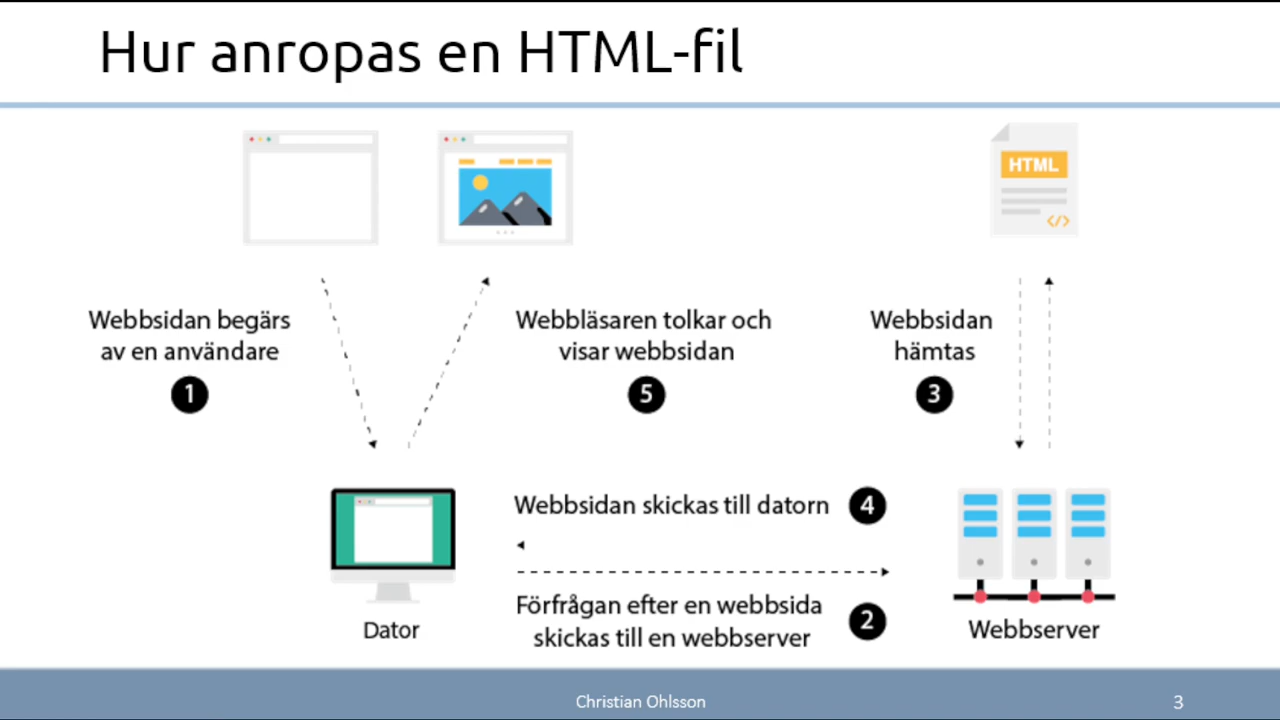 Hur anropas en HTML-fil
HTML
</>
Webbsidan begärs
av en användare
1
Webbläsaren tolkar och
visar webbsidan
5
Webbsidan
hämtas
3
Webbsidan skickas till datorn
4
Förfrågan efter en webbsida
skickas till en webbserver
2
Dator
Webbserver
Christian Ohlsson
3